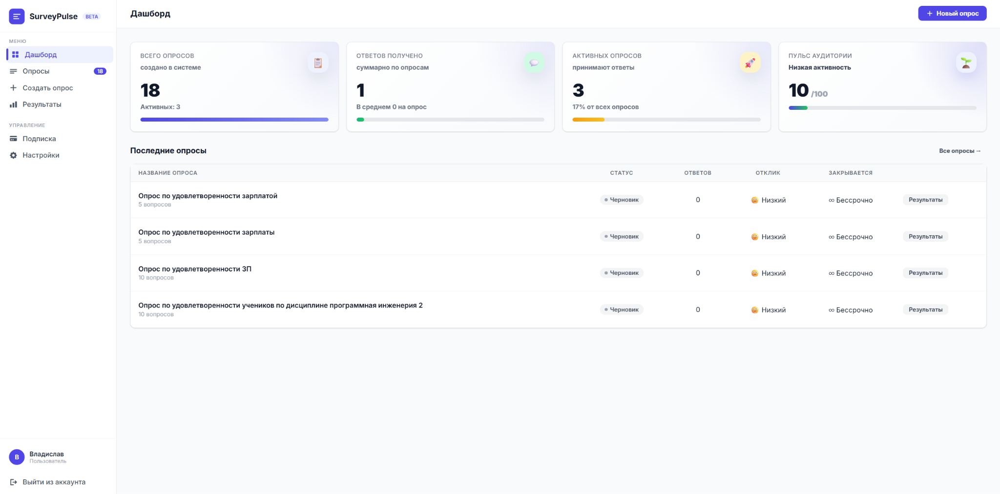 SurveyPulse BETA
МЕНЮ
Дашборд
Опросы 18
Создать опрос
Результаты
УПРАВЛЕНИЕ
Подписка
Настройки
В
Владислав
Пользователь
Выйти из аккаунта
Дашборд
+ Новый опрос
ВСЕГО ОПРОСОВ
создано в системе
18
Активных: 3
ОТВЕТОВ ПОЛУЧЕНО
суммарно по опросам
1
В среднем 0 на опрос
АКТИВНЫХ ОПРОСОВ
принимают ответы
3
17% от всех опросов
ПУЛЬС АУДИТОРИИ
Низкая активность
10 /100
Последние опросы
Все опросы →
НАЗВАНИЕ ОПРОСА СТАТУС ОТВЕТОВ ОТКЛИК ЗАКРЫВАЕТСЯ
Опрос по удовлетворенности зарплатой
5 вопросов
Черновик 0 Низкий ∞ Бессрочно Результаты
Опрос по удовлетворенности зарплаты
5 вопросов
Черновик 0 Низкий ∞ Бессрочно Результаты
Опрос по удовлетворенности ЗП
10 вопросов
Черновик 0 Низкий ∞ Бессрочно Результаты
Опрос по удовлетворенности учеников по дисциплине программная инженерия 2
10 вопросов
Черновик 0 Низкий ∞ Бессрочно Результаты